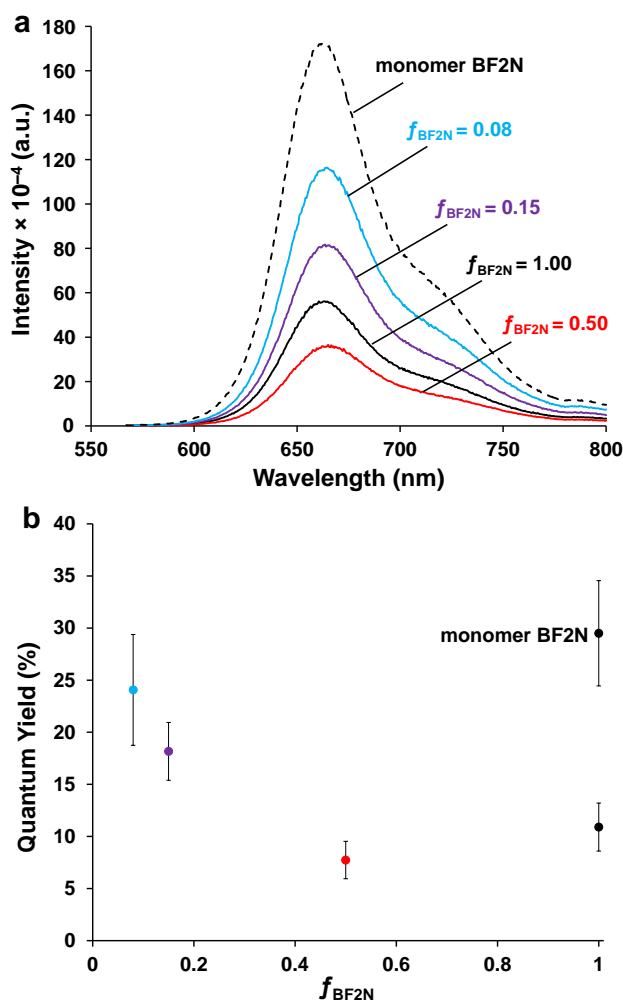 a
180
160
140
120
100
80
60
40
20
0
Intensity × 10⁻⁴ (a.u.)
monomer BF2N
fBF2N = 0.08
fBF2N = 0.15
fBF2N = 1.00
fBF2N = 0.50
550 600 650 700 750 800
Wavelength (nm)
b
40
35
30
25
20
15
10
5
0
Quantum Yield (%)
monomer BF2N
0 0.2 0.4 0.6 0.8 1
fBF2N